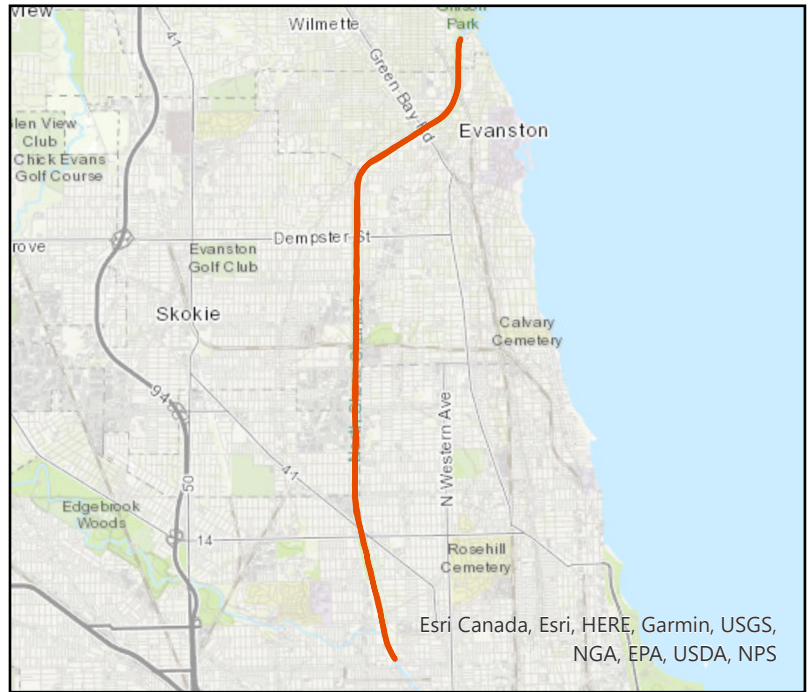 view
Wilmette
Gillson
Park
41
Green Bay Rd
Evanston
len View
Club
Chick Evans
Golf Course
rove
Dempster St
Evanston
Golf Club
Skokie
Calvary
Cemetery
94
N Western Ave
50
41
Edgebrook
Woods
14
Rosehill
Cemetery
Esri Canada, Esri, HERE, Garmin, USGS,
NGA, EPA, USDA, NPS